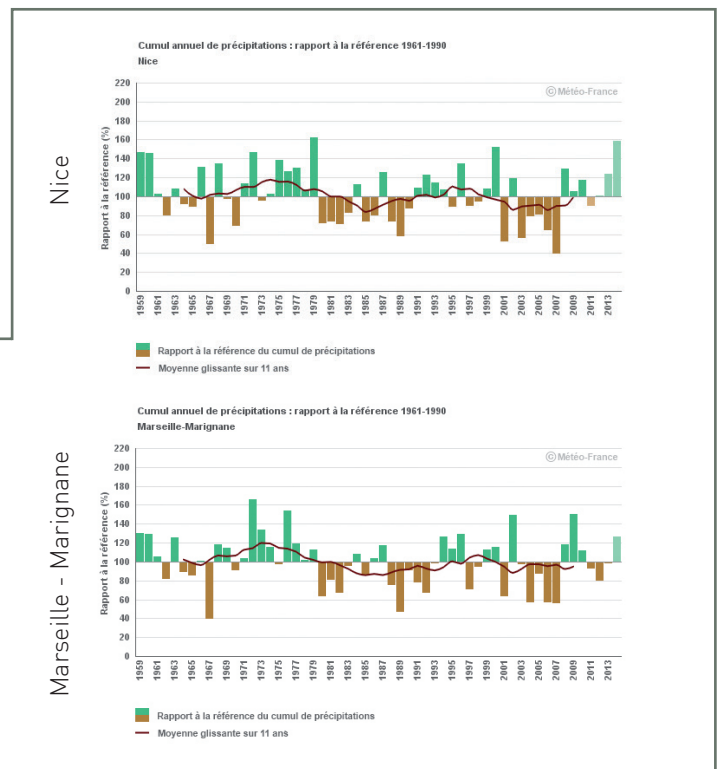 Nice
Cumul annuel de précipitations : rapport à la référence 1961-1990
Nice
©Météo-France
Rapport à la référence (%)
220
200
180
160
140
120
100
80
60
40
20
0
1959 1961 1963 1965 1967 1969 1971 1973 1975 1977 1979 1981 1983 1985 1987 1989 1991 1993 1995 1997 1999 2001 2003 2005 2007 2009 2011 2013
Rapport à la référence du cumul de précipitations
Moyenne glissante sur 11 ans
Marseille - Marignane
Cumul annuel de précipitations : rapport à la référence 1961-1990
Marseille-Marignane
©Météo-France
Rapport à la référence (%)
220
200
180
160
140
120
100
80
60
40
20
0
1959 1961 1963 1965 1967 1969 1971 1973 1975 1977 1979 1981 1983 1985 1987 1989 1991 1993 1995 1997 1999 2001 2003 2005 2007 2009 2011 2013
Rapport à la référence du cumul de précipitations
Moyenne glissante sur 11 ans